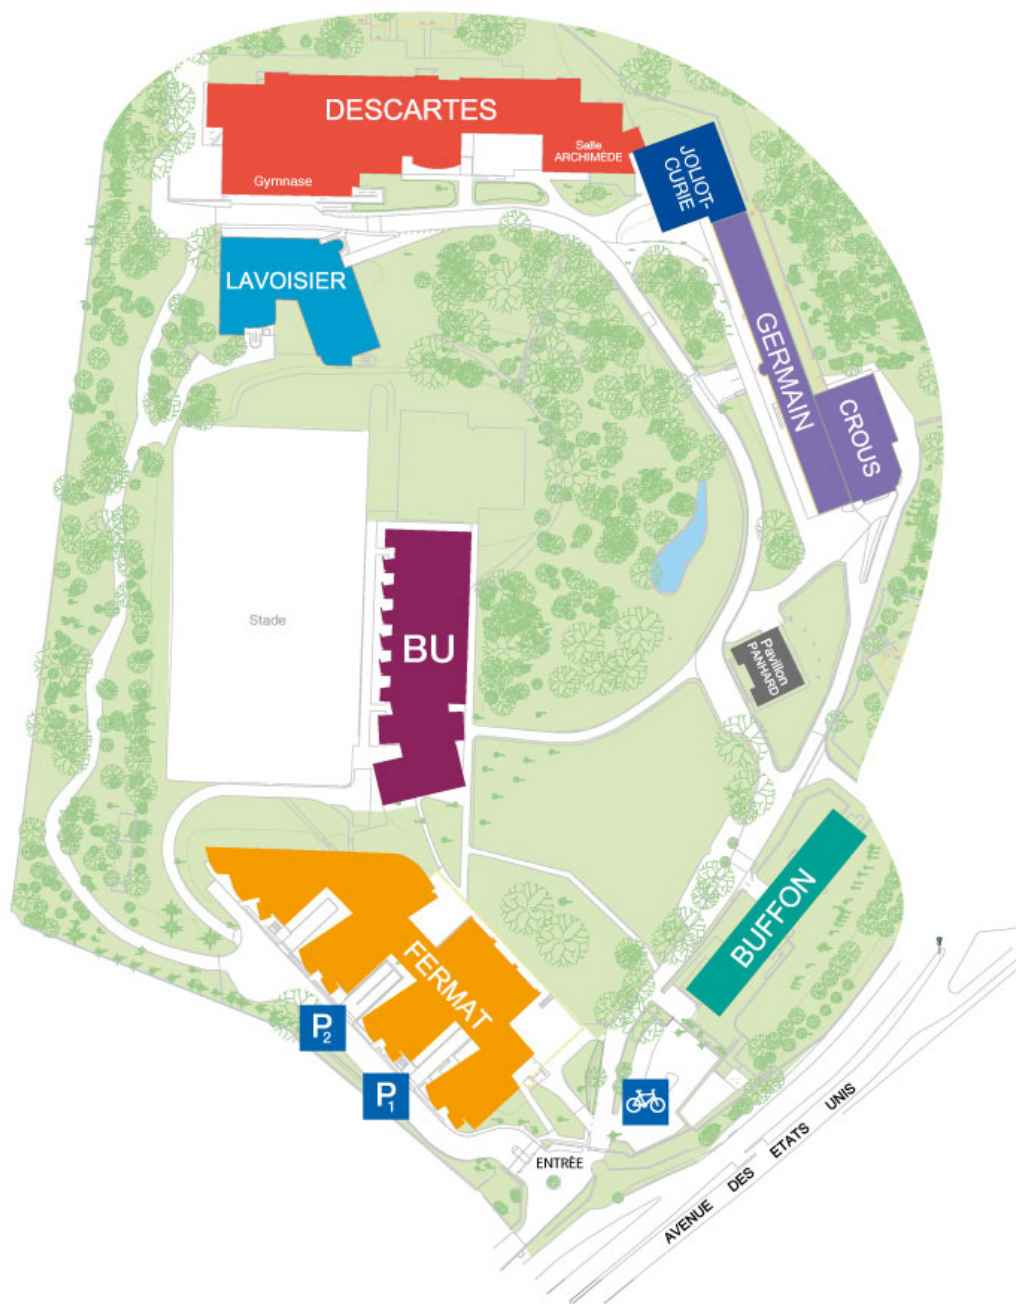 DESCARTES
Salle
ARCHIMÈDE
Gymnase
JOLIOT-
CURIE
LAVOISIER
GERMAIN
CROUS
Stade
BU
Pavillon
PANHARD
BUFFON
FERMAT
P2
P1
ENTRÈE
AVENUE DES ETATS UNIS